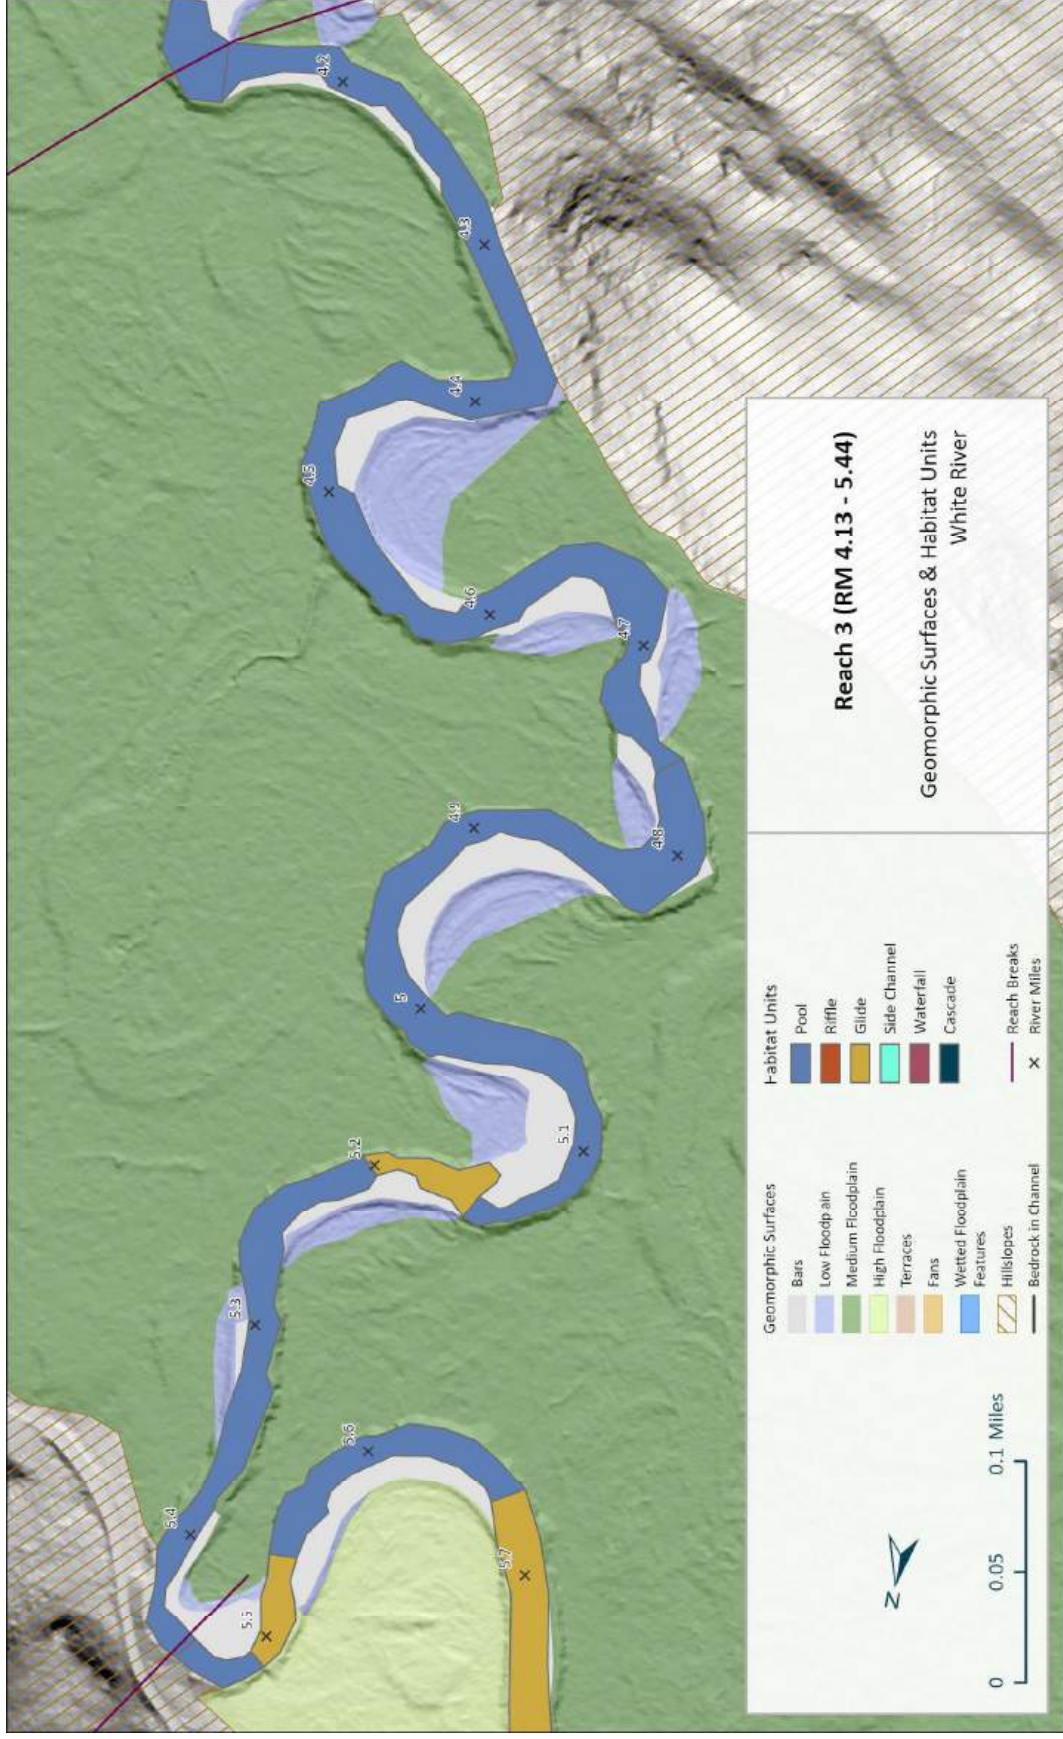 Reach 3 (RM 4.13 - 5.44)
Geomorphic Surfaces & Habitat Units
White River
Geomorphic Surfaces
Bars
Low Floodplain
Medium Floodplain
High Floodplain
Terraces
Fans
Wetted Floodplain
Features
Hillslopes
Bedrock in Channel
Habitat Units
Pool
Riffle
Glide
Side Channel
Waterfall
Cascade
Reach Breaks
River Miles
N
0 0.05 0.1 Miles
4.2
4.3
4.4
4.5
4.6
4.7
4.8
4.9
5
5.1
5.2
5.3
5.4
5.5
5.6
5.7